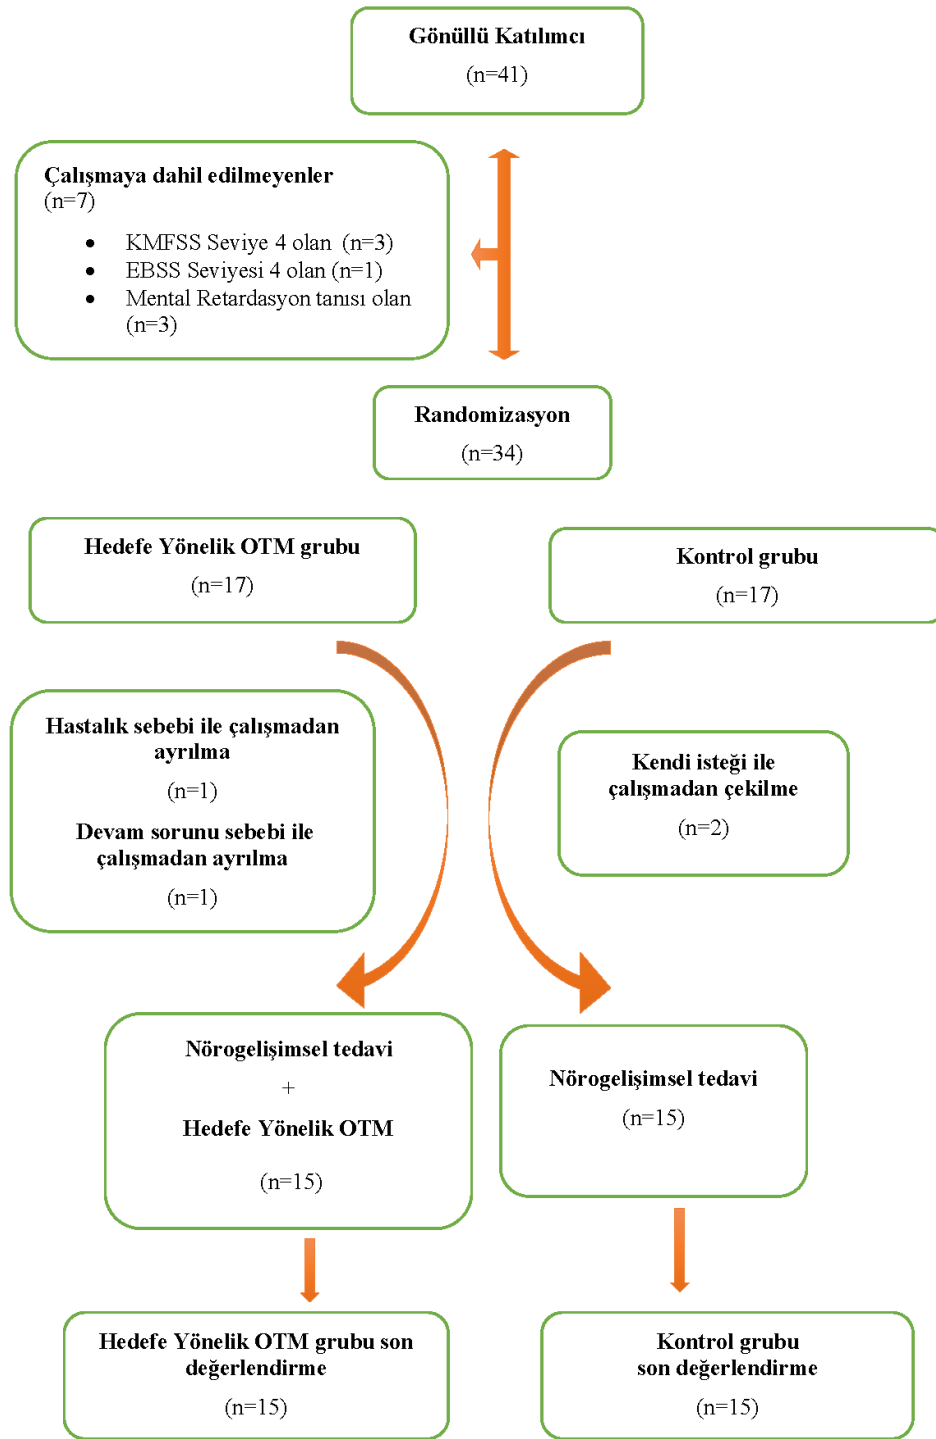 Gönüllü Katılımcı
(n=41)
Çalışmaya dahil edilmeyenler
(n=7)
• KMFSS Seviye 4 olan (n=3)
• EBSS Seviyesi 4 olan (n=1)
• Mental Retardasyon tanısı olan
(n=3)
Randomizasyon
(n=34)
Hedefe Yönelik OTM grubu
(n=17)
Kontrol grubu
(n=17)
Hastalık sebebi ile çalışmadan
ayrılma
(n=1)
Devam sorunu sebebi ile
çalışmadan ayrılma
(n=1)
Kendi isteği ile
çalışmadan çekilme
(n=2)
Nörogelişimsel tedavi
+
Hedefe Yönelik OTM
(n=15)
Nörogelişimsel tedavi
(n=15)
Hedefe Yönelik OTM grubu son
değerlendirme
(n=15)
Kontrol grubu
son değerlendirme
(n=15)